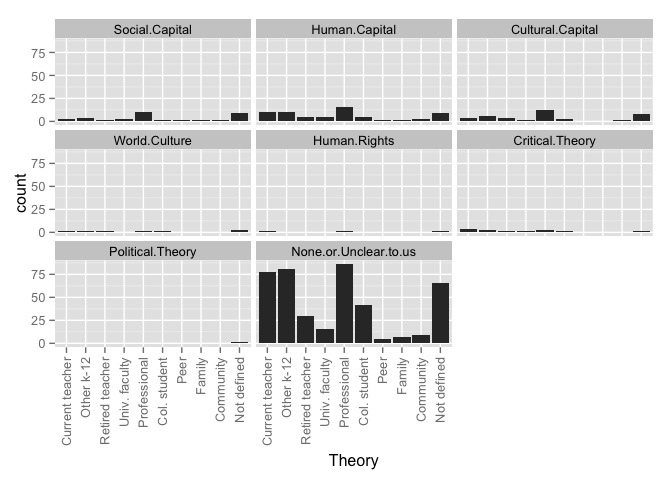 Social.Capital Human.Capital Cultural.Capital
75
50
25
0
World.Culture Human.Rights Critical.Theory
75
50
25
0
Political.Theory None.or.Unclear.to.us
75
50
25
0
count
Current teacher Other k-12 Retired teacher Univ. faculty Professional Col. student Peer Family Community Not defined Current teacher Other k-12 Retired teacher Univ. faculty Professional Col. student Peer Family Community Not defined
Theory